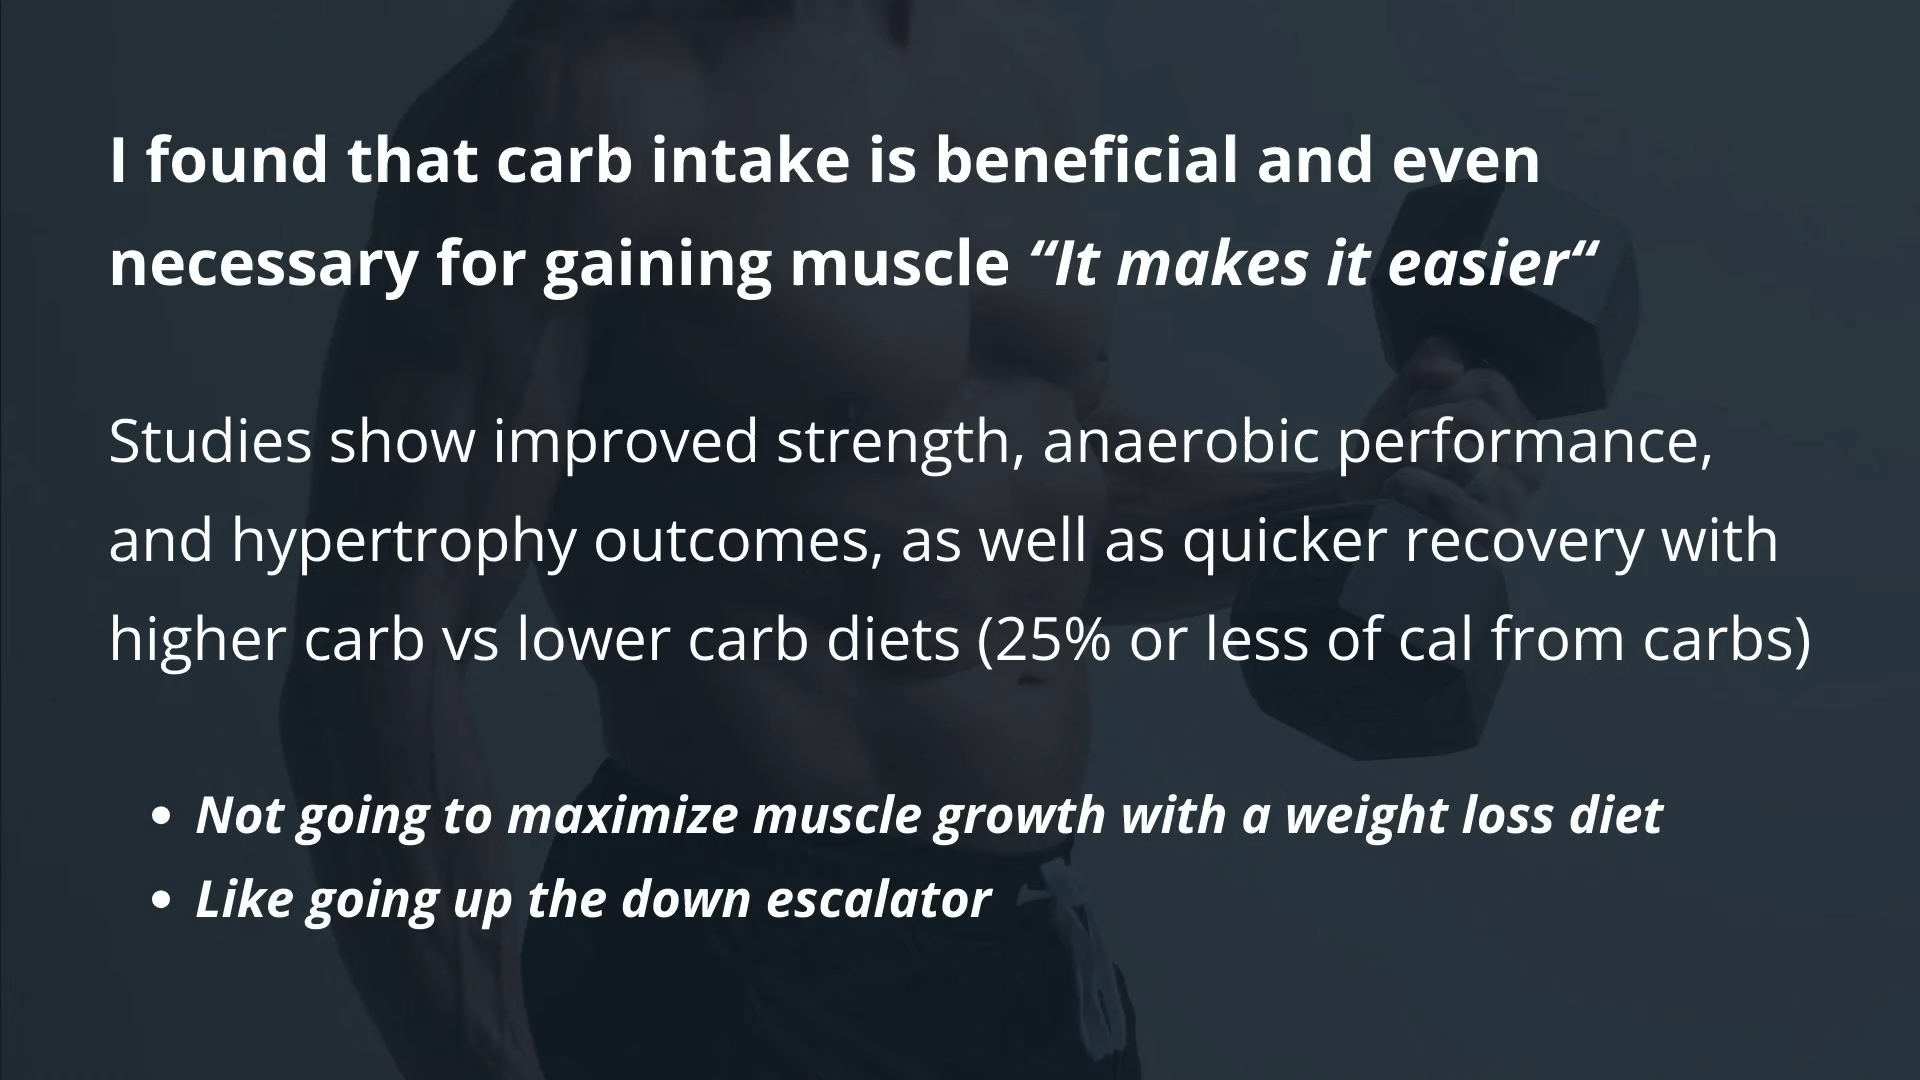 I found that carb intake is beneficial and even
necessary for gaining muscle “It makes it easier“
Studies show improved strength, anaerobic performance,
and hypertrophy outcomes, as well as quicker recovery with
higher carb vs lower carb diets (25% or less of cal from carbs)
• Not going to maximize muscle growth with a weight loss diet
• Like going up the down escalator